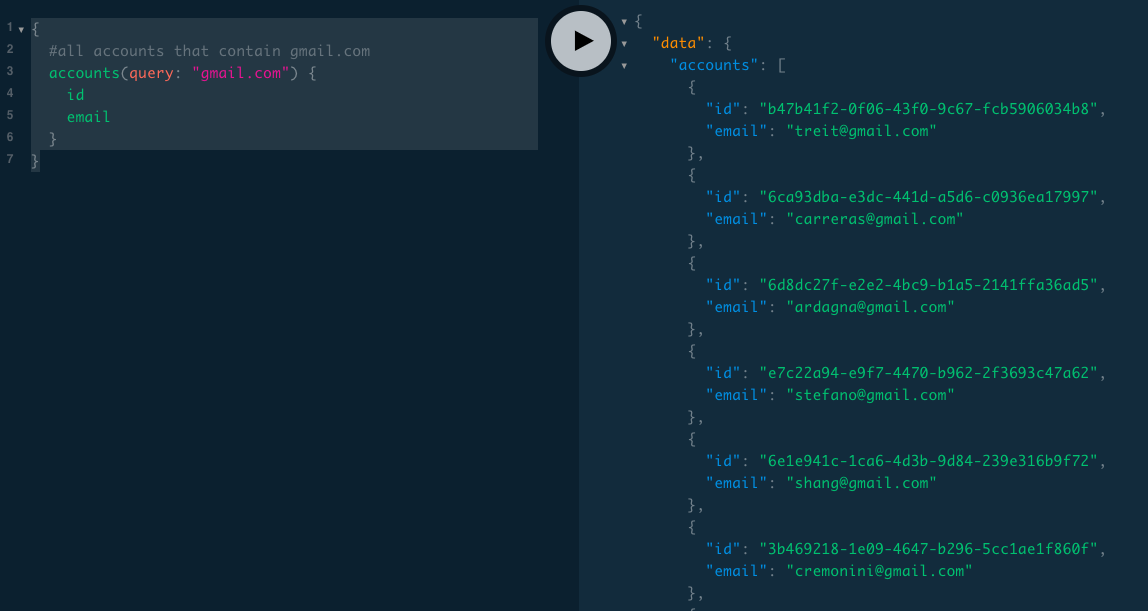 1 {
2 #all accounts that contain gmail.com
3 accounts(query: "gmail.com") {
4 id
5 email
6 }
7 }
{
"data": {
"accounts": [
{
"id": "b47b41f2-0f06-43f0-9c67-fcb5906034b8",
"email": "treit@gmail.com"
},
{
"id": "6ca93dba-e3dc-441d-a5d6-c0936ea17997",
"email": "carreras@gmail.com"
},
{
"id": "6d8dc27f-e2e2-4bc9-b1a5-2141ffa36ad5",
"email": "ardagna@gmail.com"
},
{
"id": "e7c22a94-e9f7-4470-b962-2f3693c47a62",
"email": "stefano@gmail.com"
},
{
"id": "6e1e941c-1ca6-4d3b-9d84-239e316b9f72",
"email": "shang@gmail.com"
},
{
"id": "3b469218-1e09-4647-b296-5cc1ae1f860f",
"email": "cremonini@gmail.com"
},
{